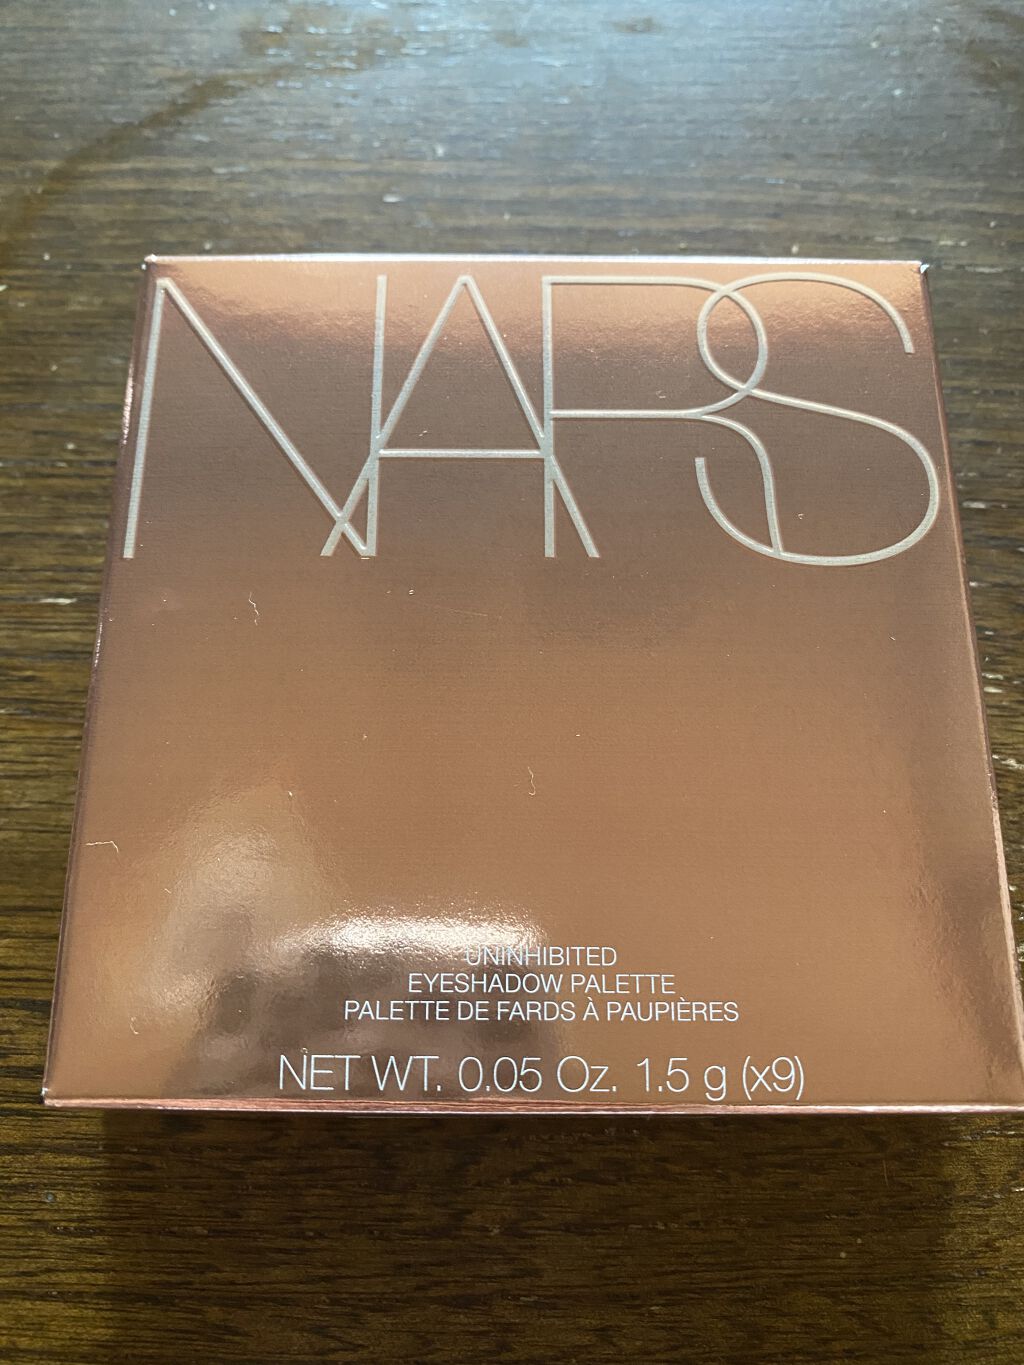 NARS
UNINHIBITED
EYESHADOW PALETTE
PALETTE DE FARDS À PAUPIÈRES
NET WT. 0.05 Oz. 1.5 g (x9)